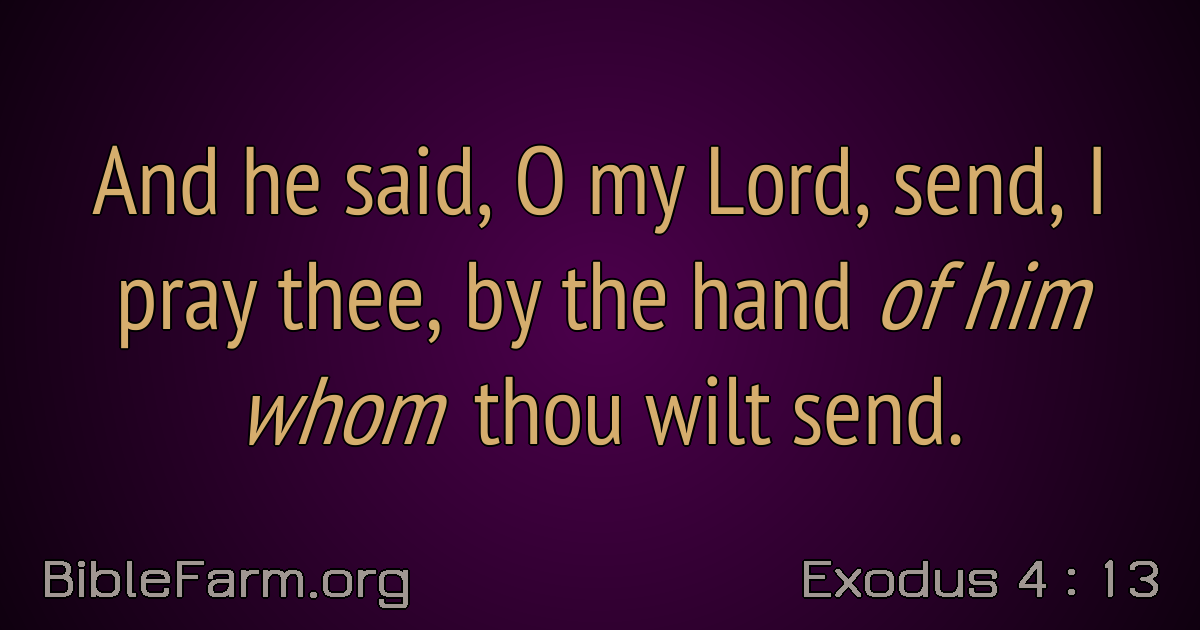 And he said, O my Lord, send, I
pray thee, by the hand of him
whom thou wilt send.
BibleFarm.org
Exodus 4 : 13